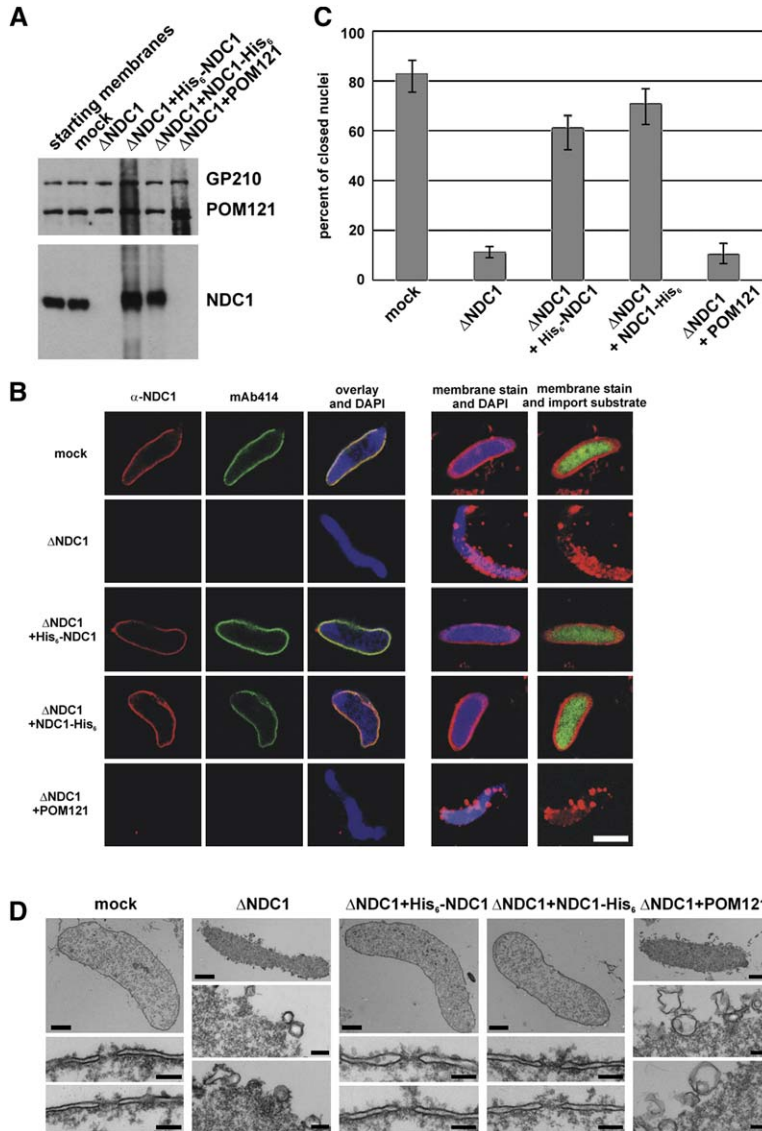 A
starting membranes
mock
ΔNDC1
ΔNDC1+His₆-NDC1
ΔNDC1+NDC1-His₆
ΔNDC1+POM121
GP210
POM121
NDC1
C
percent of closed nuclei
100
80
60
40
20
0
mock
ΔNDC1
ΔNDC1
+ His₆-NDC1
ΔNDC1
+ NDC1-His₆
ΔNDC1
+ POM121
B
α-NDC1
mAb414
overlay
and DAPI
membrane stain
and DAPI
membrane stain
and import substrate
mock
ΔNDC1
ΔNDC1
+His₆-NDC1
ΔNDC1
+NDC1-His₆
ΔNDC1
+POM121
D
mock
ΔNDC1
ΔNDC1+His₆-NDC1
ΔNDC1+NDC1-His₆
ΔNDC1+POM121